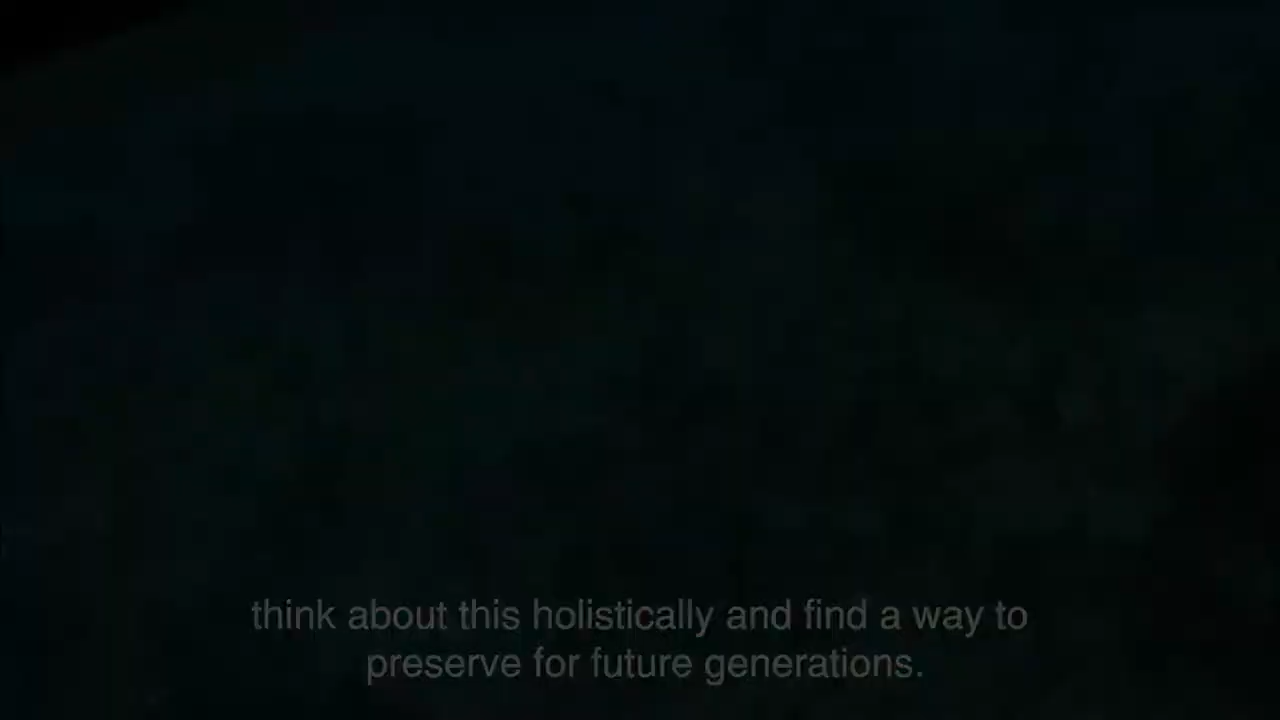 think about this holistically and find a way to
preserve for future generations.